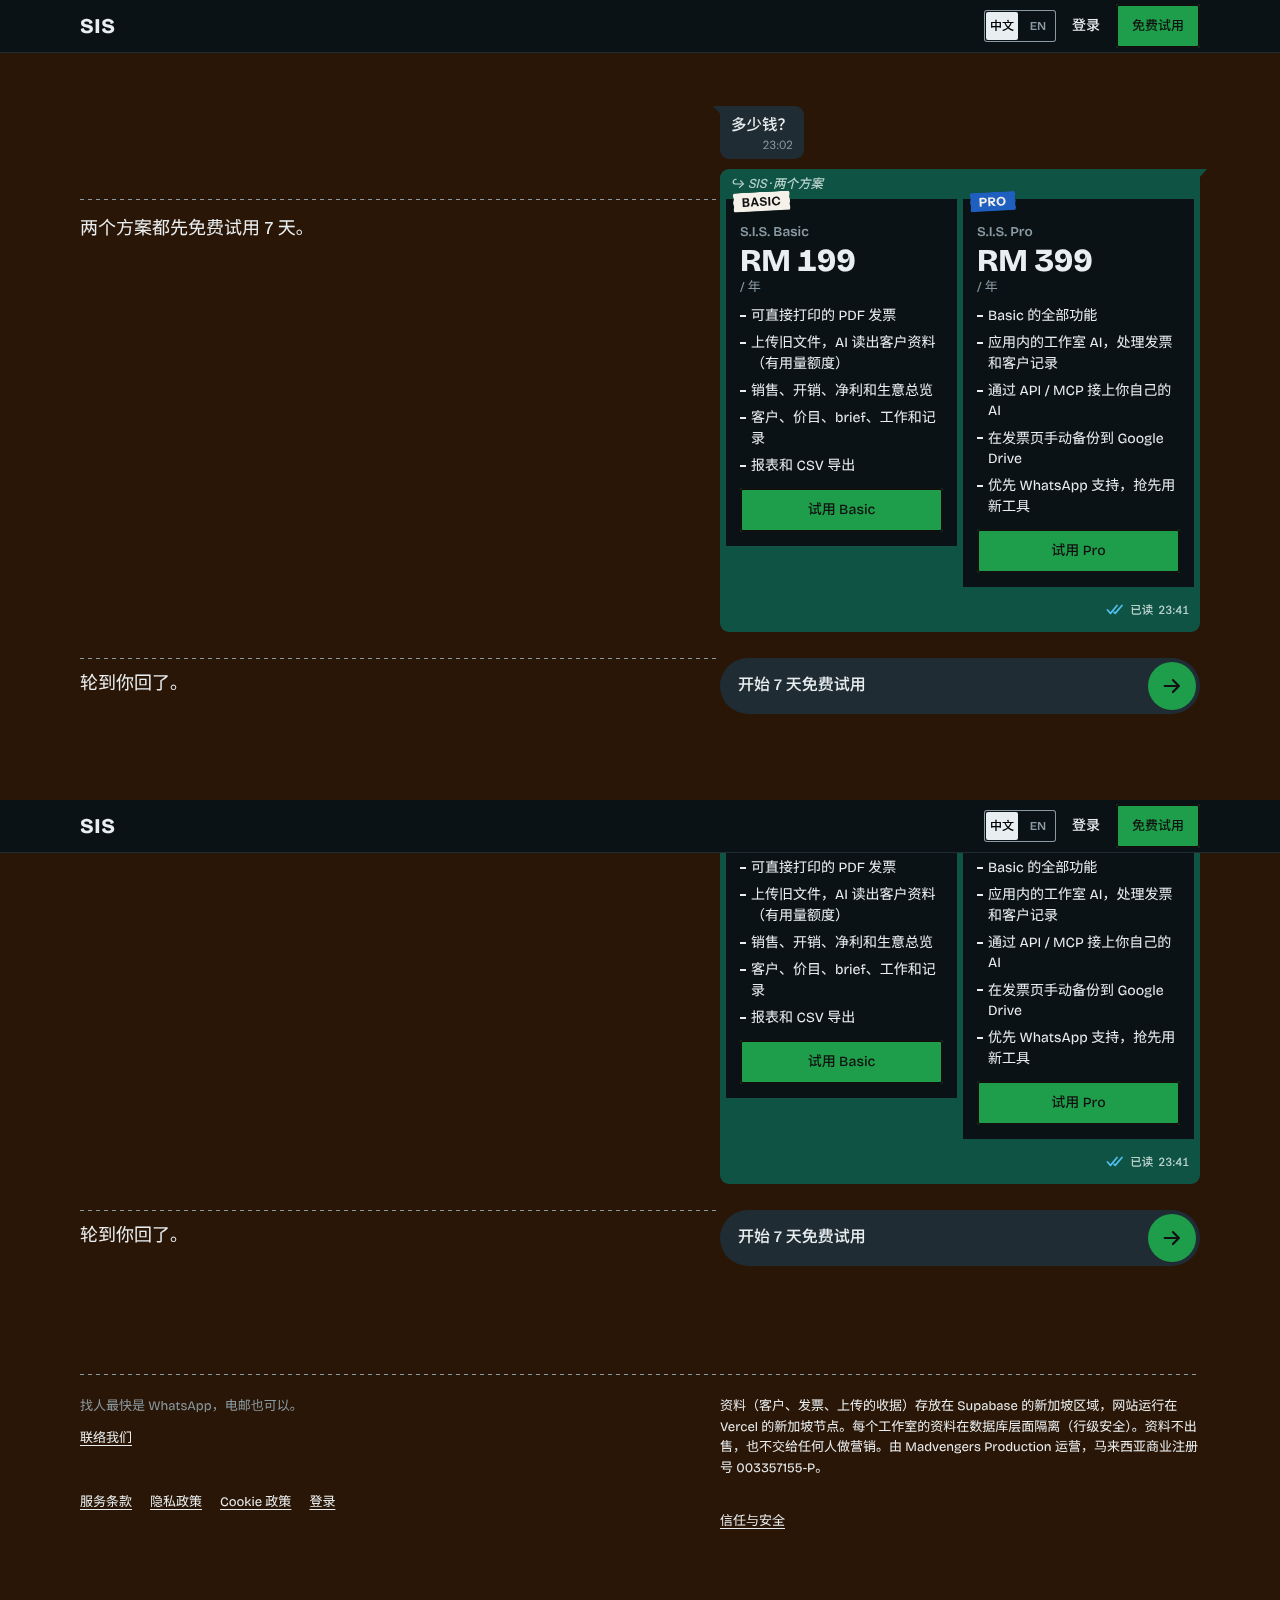 SIS
中文
EN
登录
免费试用
多少钱？
23:02
SIS · 两个方案
两个方案都先免费试用 7 天。
BASIC
S.I.S. Basic
RM 199
/ 年
– 可直接打印的 PDF 发票
– 上传旧文件，AI 读出客户资料
（有用量额度）
– 销售、开销、净利和生意总览
– 客户、价目、brief、工作和记
录
– 报表和 CSV 导出
试用 Basic
PRO
S.I.S. Pro
RM 399
/ 年
– Basic 的全部功能
– 应用内的工作室 AI，处理发票
和客户记录
– 通过 API / MCP 接上你自己的
AI
– 在发票页手动备份到 Google
Drive
– 优先 WhatsApp 支持，抢先用
新工具
试用 Pro
已读 23:41
轮到你回了。
开始 7 天免费试用
SIS
中文
EN
登录
免费试用
– 可直接打印的 PDF 发票
– 上传旧文件，AI 读出客户资料
（有用量额度）
– 销售、开销、净利和生意总览
– 客户、价目、brief、工作和记
录
– 报表和 CSV 导出
试用 Basic
– Basic 的全部功能
– 应用内的工作室 AI，处理发票
和客户记录
– 通过 API / MCP 接上你自己的
AI
– 在发票页手动备份到 Google
Drive
– 优先 WhatsApp 支持，抢先用
新工具
试用 Pro
已读 23:41
轮到你回了。
开始 7 天免费试用
找人最快是 WhatsApp，电邮也可以。
联络我们
服务条款
隐私政策
Cookie 政策
登录
资料（客户、发票、上传的收据）存放在 Supabase 的新加坡区域，网站运行在
Vercel 的新加坡节点。每个工作室的资料在数据库层面隔离（行级安全）。资料不出
售，也不交给任何人做营销。由 Madvengers Production 运营，马来西亚商业注册
号 003357155-P。
信任与安全